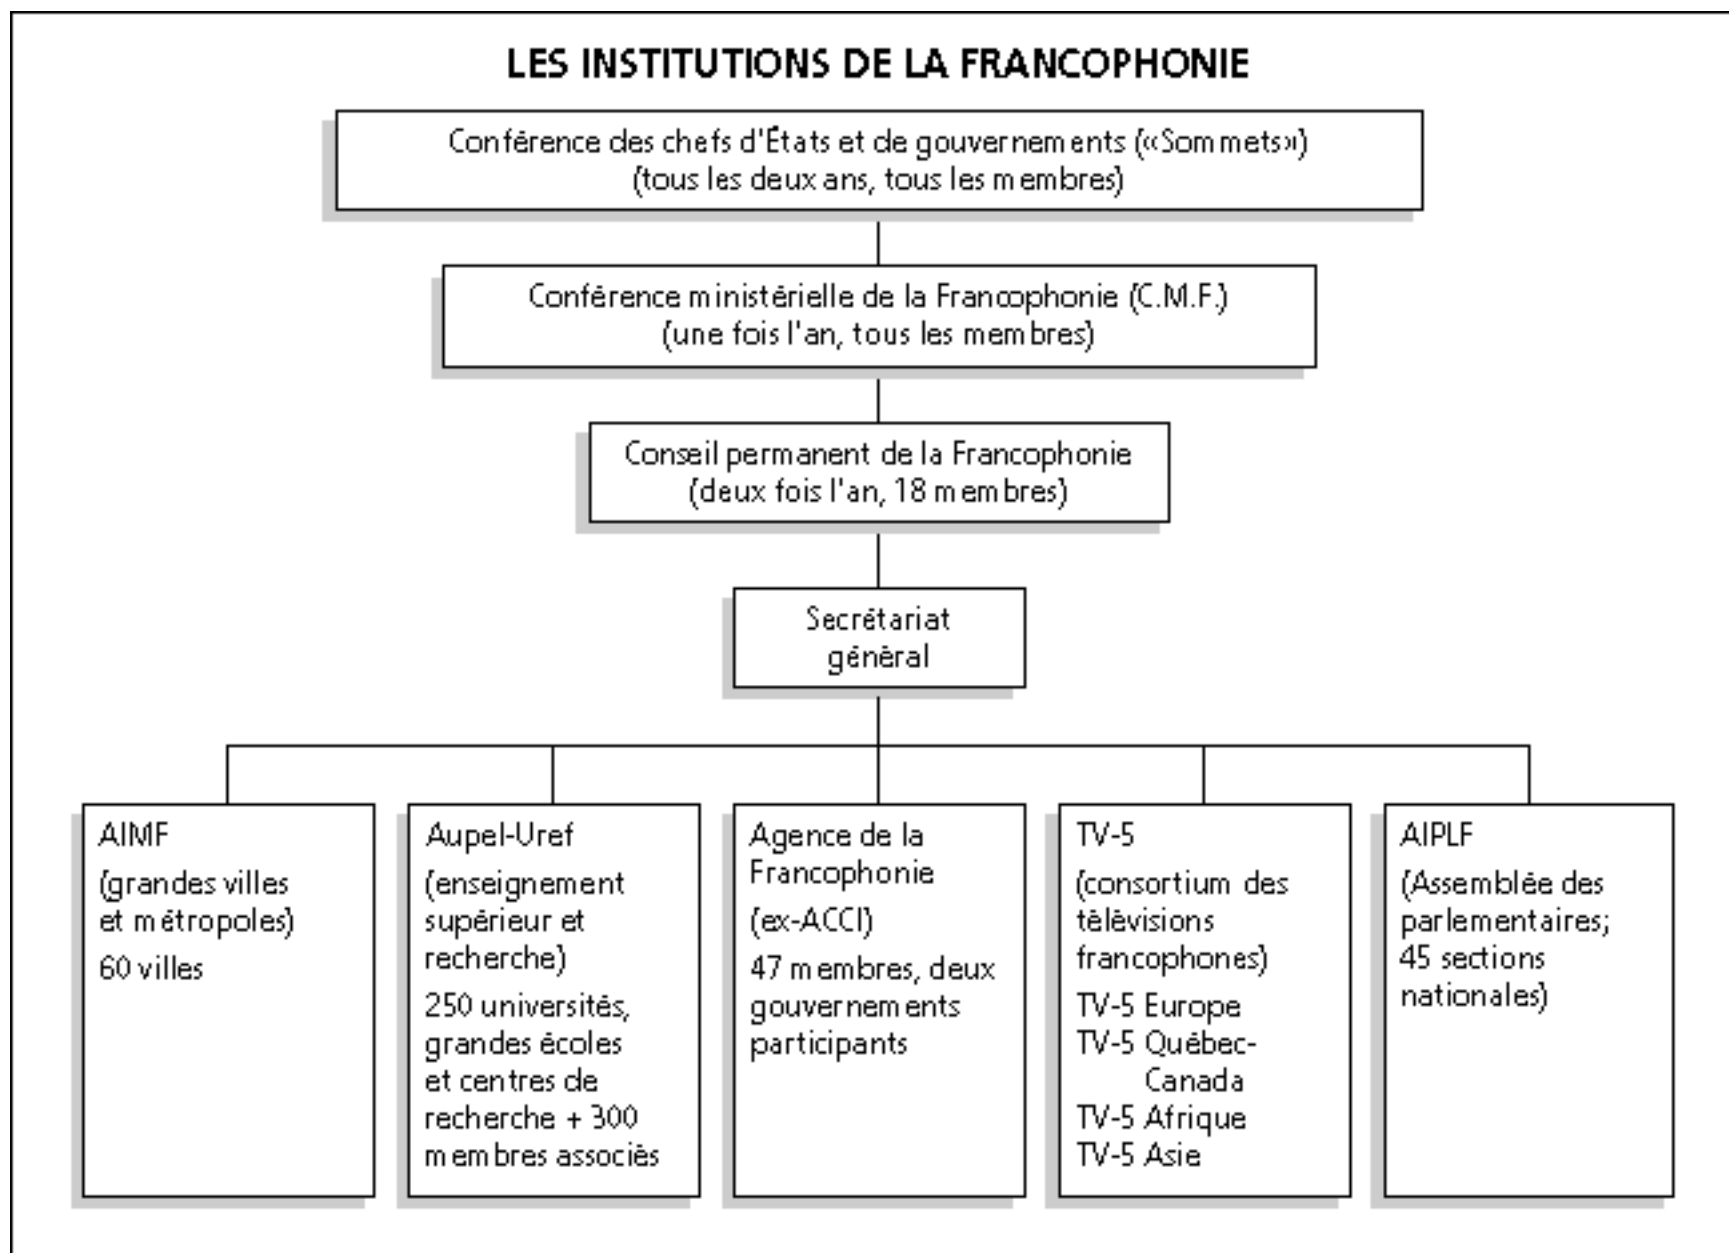 LES INSTITUTIONS DE LA FRANCOPHONIE
Conférence des chefs d'États et de gouvernements («Sommets»)
(tous les deux ans, tous les membres)
Conférence ministérielle de la Francophonie (C.M.F.)
(une fois l'an, tous les membres)
Conseil permanent de la Francophonie
(deux fois l'an, 18 membres)
Secrétariat
général
AIMF
(grandes villes
et métropoles)
60 villes
Aupel-Uref
(enseignement
supérieur et
recherche)
250 universités,
grandes écoles
et centres de
recherche + 300
membres associés
Agence de la
Francophonie
(ex-ACCI)
47 membres, deux
gouvernements
participants
TV-5
(consortium des
télévisions
francophones)
TV-5 Europe
TV-5 Québec-
Canada
TV-5 Afrique
TV-5 Asie
AIPLF
(Assemblée des
parlementaires;
45 sections
nationales)